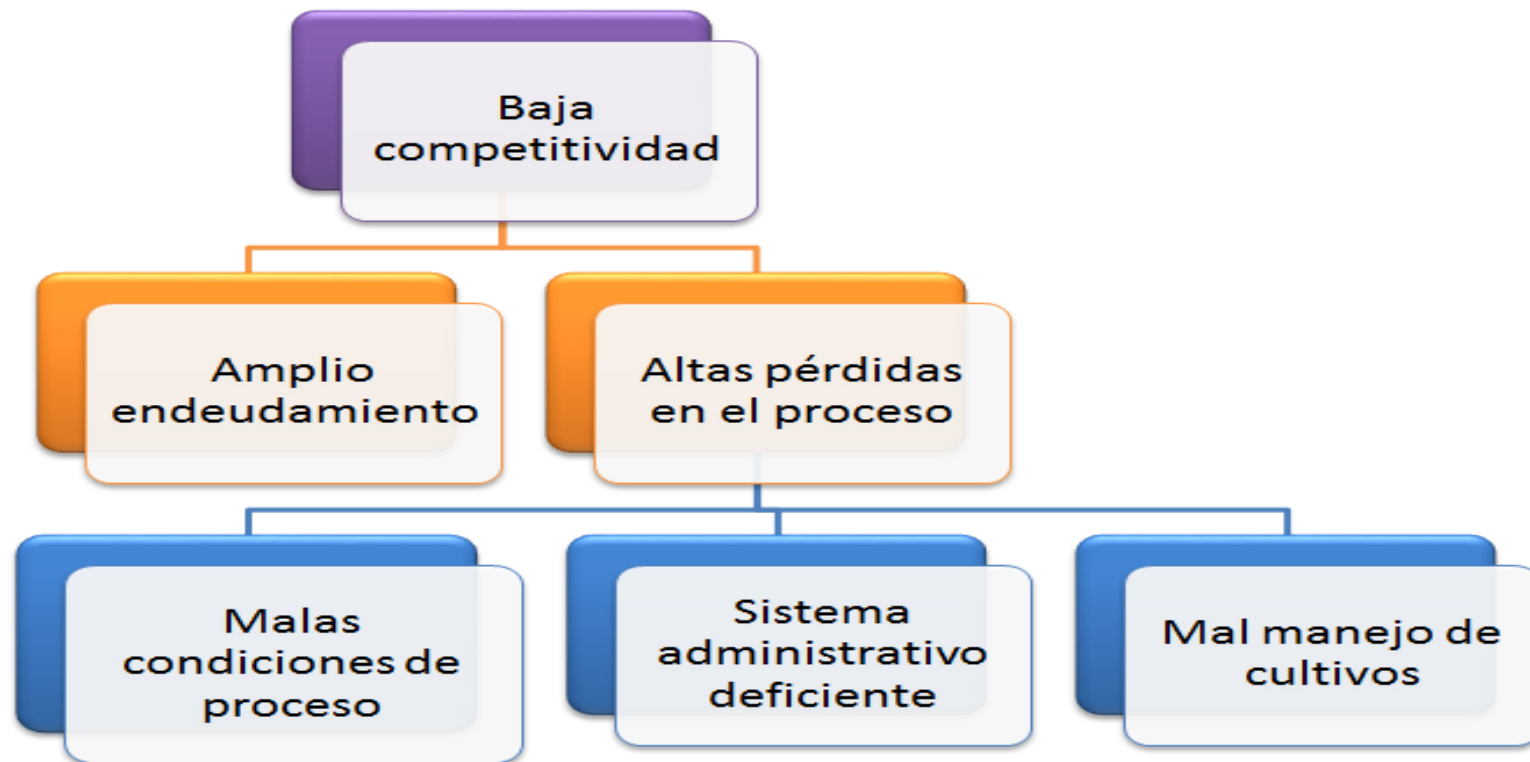 Baja
competitividad
Amplio
endeudamiento
Altas pérdidas
en el proceso
Malas
condiciones de
proceso
Sistema
administrativo
deficiente
Mal manejo de
cultivos